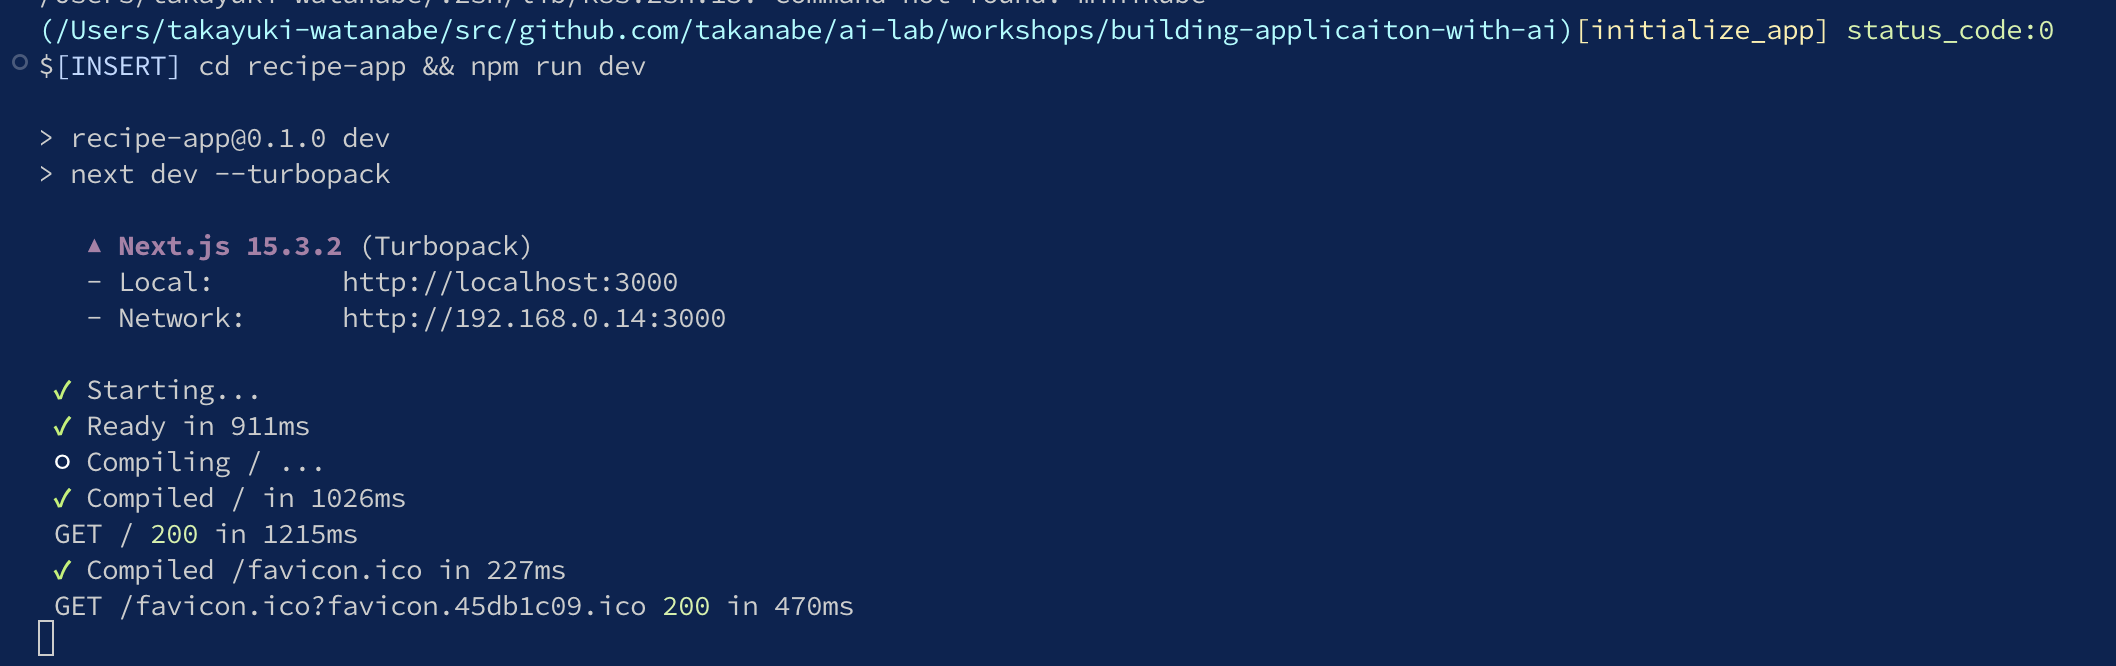 (/Users/takayuki-watanabe/src/github.com/takanabe/ai-lab/workshops/building-applicaiton-with-ai)[initialize_app] status_code:0
$[INSERT] cd recipe-app && npm run dev
> recipe-app@0.1.0 dev
> next dev --turbopack
▲ Next.js 15.3.2 (Turbopack)
- Local: http://localhost:3000
- Network: http://192.168.0.14:3000
✓ Starting...
✓ Ready in 911ms
○ Compiling / ...
✓ Compiled / in 1026ms
GET / 200 in 1215ms
✓ Compiled /favicon.ico in 227ms
GET /favicon.ico?favicon.45db1c09.ico 200 in 470ms